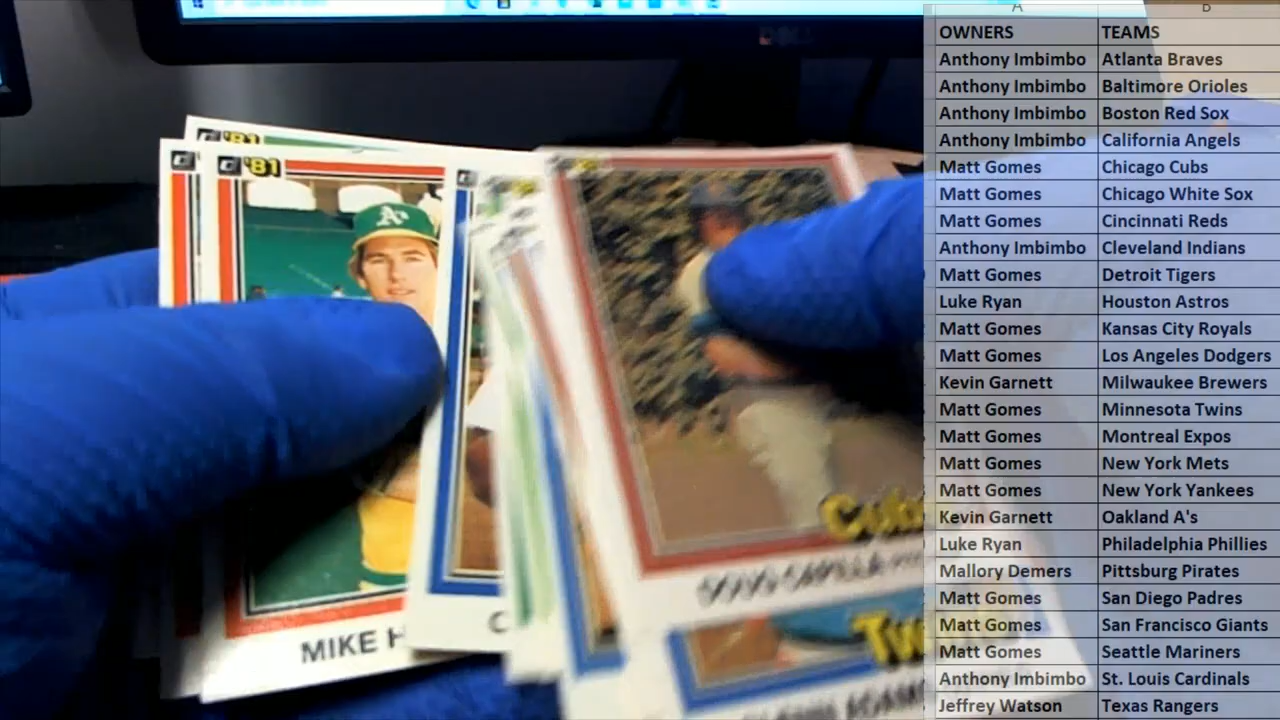 DELL
'81
'81
A's
MIKE H
C
Cubs
DOUG CAPILLA
Tw
ADAMS
A B
OWNERS TEAMS
Anthony Imbimbo Atlanta Braves
Anthony Imbimbo Baltimore Orioles
Anthony Imbimbo Boston Red Sox
Anthony Imbimbo California Angels
Matt Gomes Chicago Cubs
Matt Gomes Chicago White Sox
Matt Gomes Cincinnati Reds
Anthony Imbimbo Cleveland Indians
Matt Gomes Detroit Tigers
Luke Ryan Houston Astros
Matt Gomes Kansas City Royals
Matt Gomes Los Angeles Dodgers
Kevin Garnett Milwaukee Brewers
Matt Gomes Minnesota Twins
Matt Gomes Montreal Expos
Matt Gomes New York Mets
Matt Gomes New York Yankees
Kevin Garnett Oakland A's
Luke Ryan Philadelphia Phillies
Mallory Demers Pittsburg Pirates
Matt Gomes San Diego Padres
Matt Gomes San Francisco Giants
Matt Gomes Seattle Mariners
Anthony Imbimbo St. Louis Cardinals
Jeffrey Watson Texas Rangers